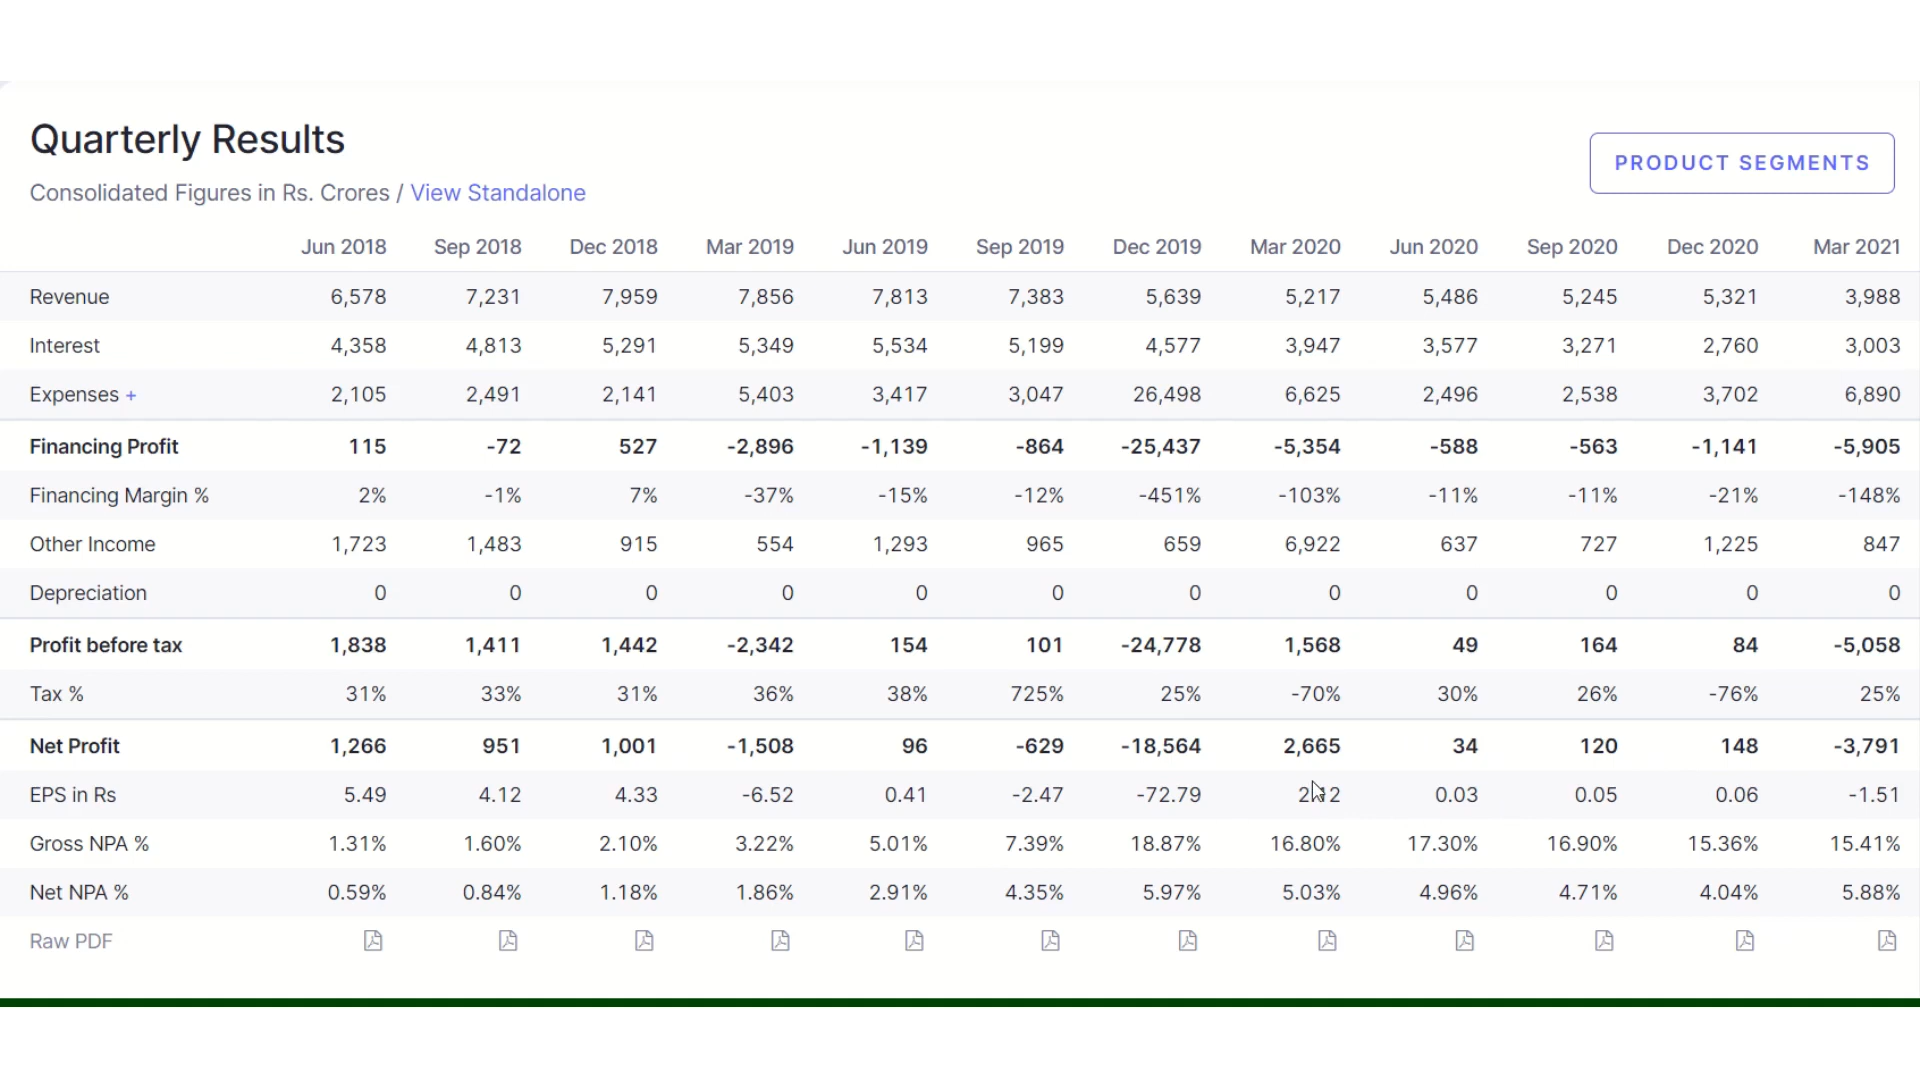 Quarterly Results
PRODUCT SEGMENTS
Consolidated Figures in Rs. Crores / View Standalone
Jun 2018 Sep 2018 Dec 2018 Mar 2019 Jun 2019 Sep 2019 Dec 2019 Mar 2020 Jun 2020 Sep 2020 Dec 2020 Mar 2021
Revenue 6,578 7,231 7,959 7,856 7,813 7,383 5,639 5,217 5,486 5,245 5,321 3,988
Interest 4,358 4,813 5,291 5,349 5,534 5,199 4,577 3,947 3,577 3,271 2,760 3,003
Expenses + 2,105 2,491 2,141 5,403 3,417 3,047 26,498 6,625 2,496 2,538 3,702 6,890
Financing Profit 115 -72 527 -2,896 -1,139 -864 -25,437 -5,354 -588 -563 -1,141 -5,905
Financing Margin % 2% -1% 7% -37% -15% -12% -451% -103% -11% -11% -21% -148%
Other Income 1,723 1,483 915 554 1,293 965 659 6,922 637 727 1,225 847
Depreciation 0 0 0 0 0 0 0 0 0 0 0 0
Profit before tax 1,838 1,411 1,442 -2,342 154 101 -24,778 1,568 49 164 84 -5,058
Tax % 31% 33% 31% 36% 38% 725% 25% -70% 30% 26% -76% 25%
Net Profit 1,266 951 1,001 -1,508 96 -629 -18,564 2,665 34 120 148 -3,791
EPS in Rs 5.49 4.12 4.33 -6.52 0.41 -2.47 -72.79 0.03 0.05 0.06 -1.51
Gross NPA % 1.31% 1.60% 2.10% 3.22% 5.01% 7.39% 18.87% 16.80% 17.30% 16.90% 15.36% 15.41%
Net NPA % 0.59% 0.84% 1.18% 1.86% 2.91% 4.35% 5.97% 5.03% 4.96% 4.71% 4.04% 5.88%
Raw PDF